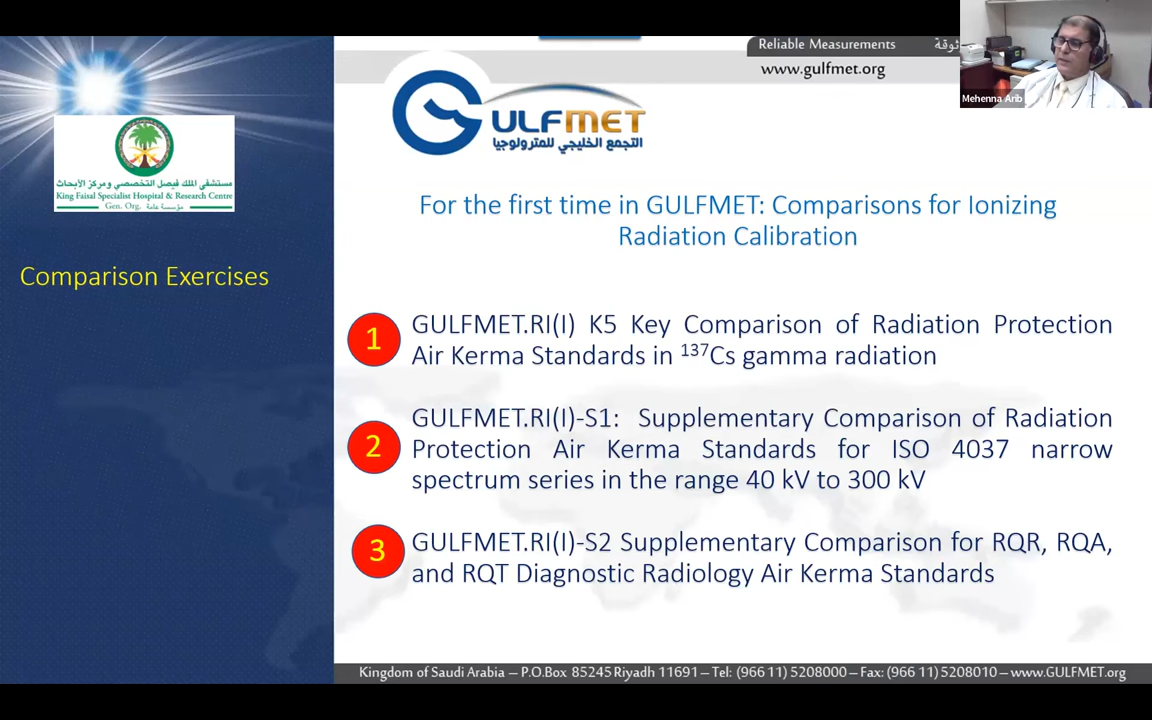 Reliable Measurements
www.gulfmet.org
Mehenna Arib
GULFMET
التجمع الخليجي للمترولوجيا
مستشفى الملك فيصل التخصصي ومركز الأبحاث
King Faisal Specialist Hospital & Research Centre
Gen. Org. مؤسسة عامة
Comparison Exercises
For the first time in GULFMET: Comparisons for Ionizing
Radiation Calibration
1
GULFMET.RI(I) K5 Key Comparison of Radiation Protection
Air Kerma Standards in ¹³⁷Cs gamma radiation
2
GULFMET.RI(I)-S1: Supplementary Comparison of Radiation
Protection Air Kerma Standards for ISO 4037 narrow
spectrum series in the range 40 kV to 300 kV
3
GULFMET.RI(I)-S2 Supplementary Comparison for RQR, RQA,
and RQT Diagnostic Radiology Air Kerma Standards
Kingdom of Saudi Arabia – P.O.Box 85245 Riyadh 11691 – Tel: (966 11) 5208000 – Fax: (966 11) 5208010 – www.GULFMET.org